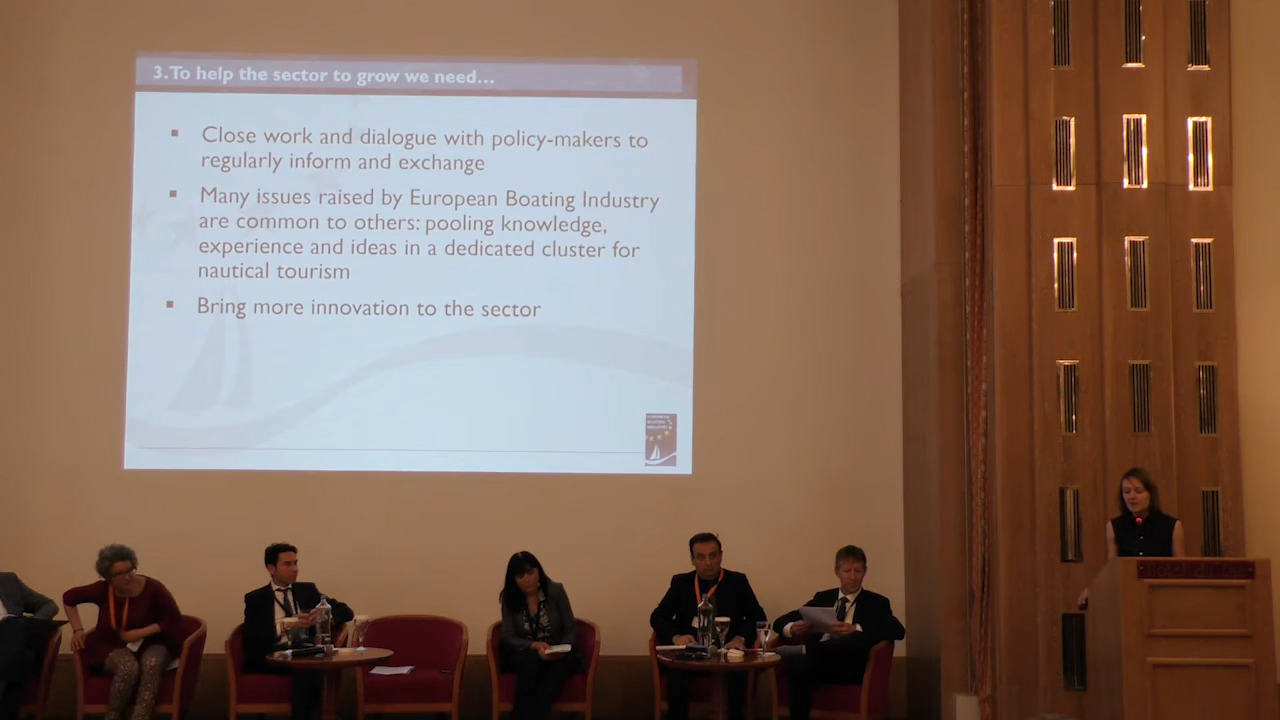 3. To help the sector to grow we need...
▪ Close work and dialogue with policy-makers to
regularly inform and exchange
▪ Many issues raised by European Boating Industry
are common to others: pooling knowledge,
experience and ideas in a dedicated cluster for
nautical tourism
▪ Bring more innovation to the sector